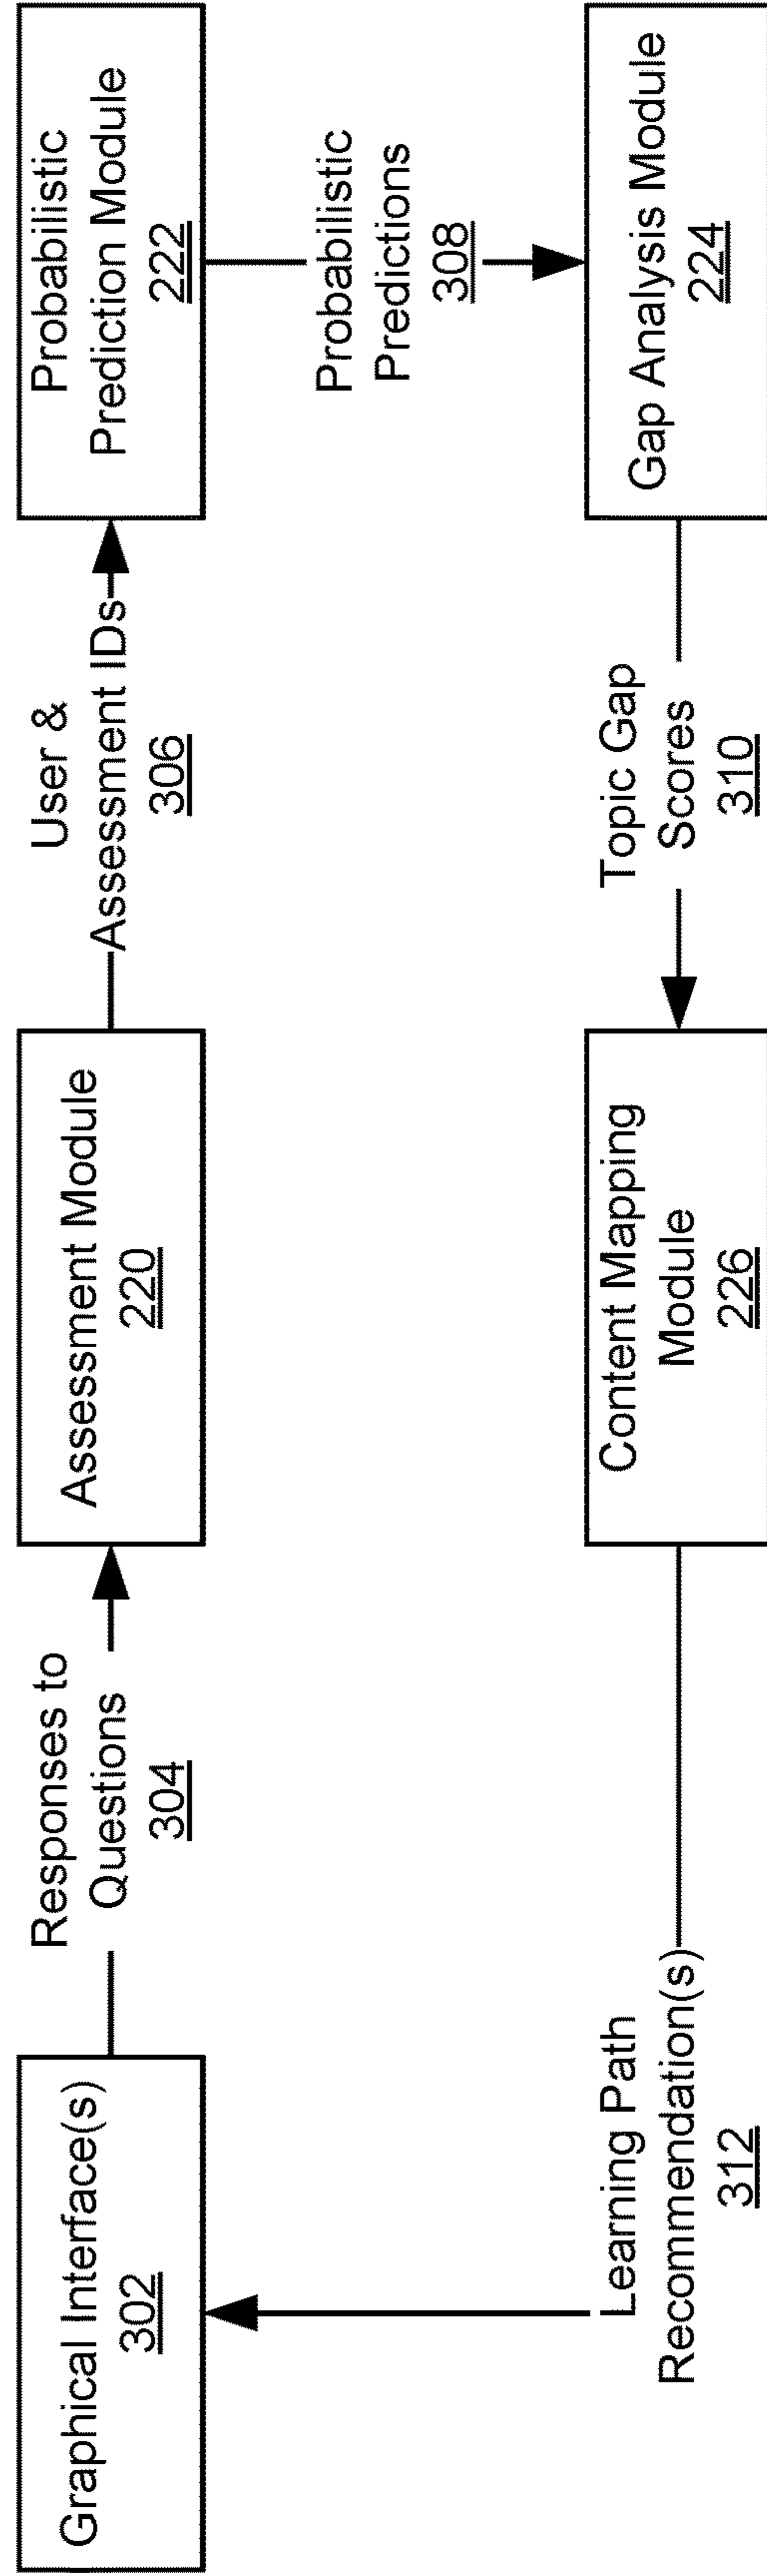 Graphical Interface(s)
302
Responses to
Questions
304
Assessment Module
220
User &
Assessment IDs
306
Probabilistic
Prediction Module
222
Probabilistic
Predictions
308
Gap Analysis Module
224
Topic Gap
Scores
310
Content Mapping
Module
226
Learning Path
Recommendation(s)
312